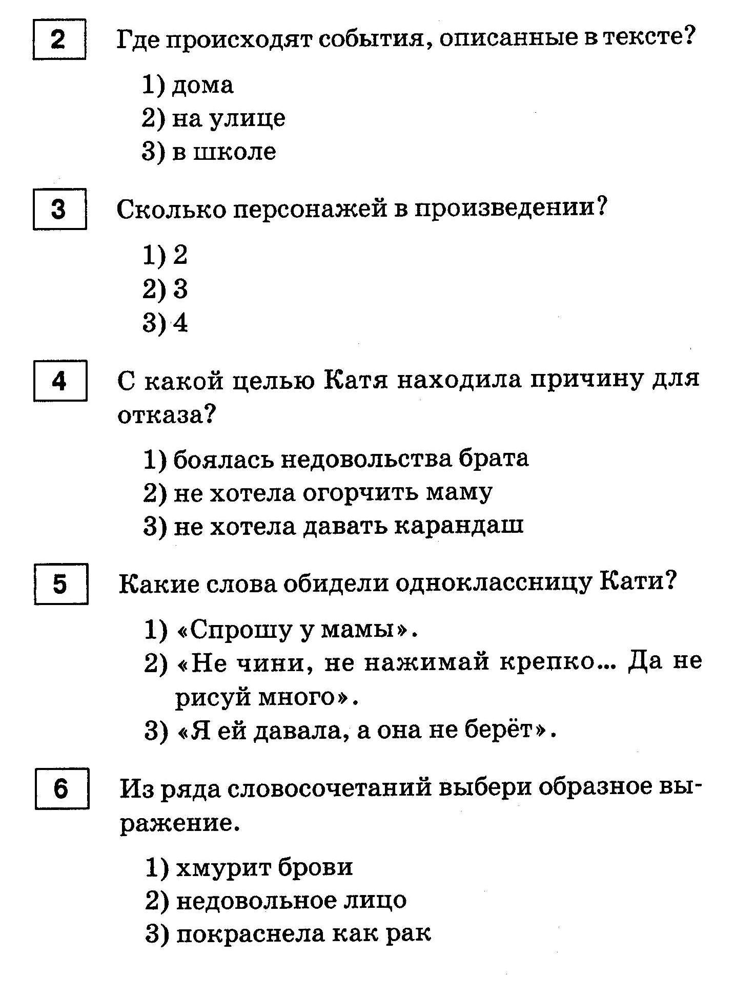 2 Где происходят события, описанные в тексте?
1) дома
2) на улице
3) в школе
3 Сколько персонажей в произведении?
1) 2
2) 3
3) 4
4 С какой целью Катя находила причину для
отказа?
1) боялась недовольства брата
2) не хотела огорчить маму
3) не хотела давать карандаш
5 Какие слова обидели одноклассницу Кати?
1) «Спрошу у мамы».
2) «Не чини, не нажимай крепко... Да не
рисуй много».
3) «Я ей давала, а она не берёт».
6 Из ряда словосочетаний выбери образное вы-
ражение.
1) хмурит брови
2) недовольное лицо
3) покраснела как рак